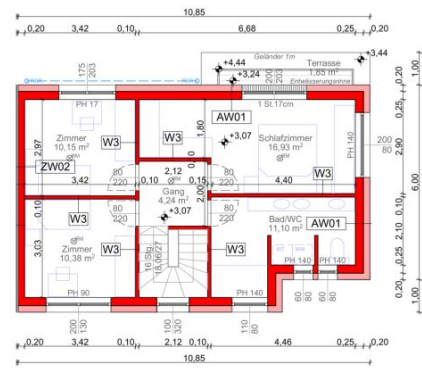 10,85
0,20 3,42 0,10 6,68 0,25 0,20
Geländer 1m
Terrasse
1,85 m²
Entwässerungsrinne
+4,44
+3,24
+3,44
175
203
200
203
PH 17
1 St.17cm
AW01
1,00
0,20
0,25
Zimmer
10,15 m²
W3
W3
1,80
+3,07
Schlafzimmer
16,93 m²
PH 140
200
80
2,90
2,97
ZW02
3,42
80
220
0,10
2,12
0,10
0,15
80
220
4,40
W3
6,00
Gang
4,24 m²
2,00
+3,07
0,10
W3
80
220
80
220
Bad/WC
11,10 m²
AW01
0,10
2,10
3,03
Zimmer
10,38 m²
W3
16 Stg.
18,06/27
W3
WT
WM
PH 140
PH 140
0,25
0,20
PH 90
PH 140
60
80
60
80
1,00
200
130
100
320
110
80
0,20 3,42 0,10 2,12 0,10 4,46 0,25 0,20
10,85